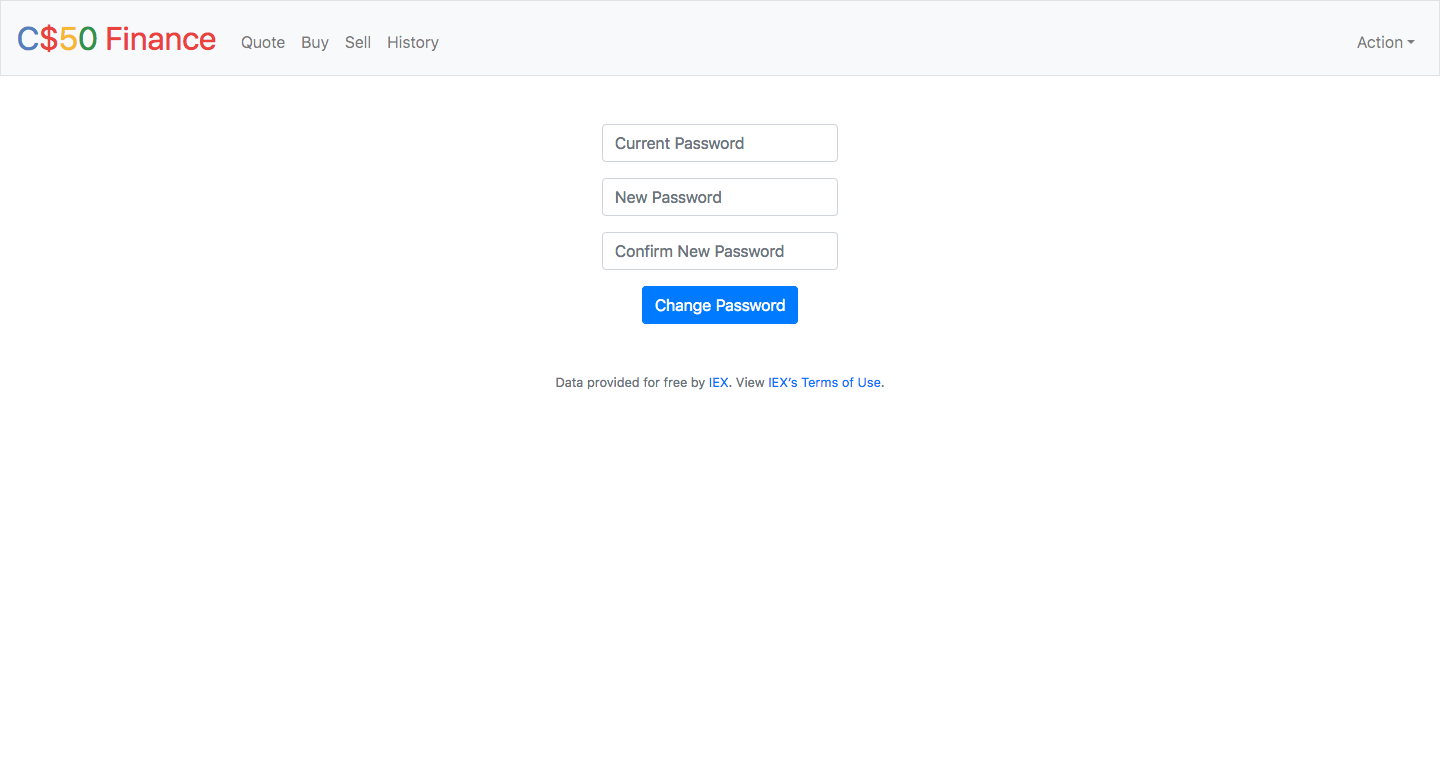 C$50 Finance Quote Buy Sell History Action
Current Password
New Password
Confirm New Password
Change Password
Data provided for free by IEX. View IEX’s Terms of Use.